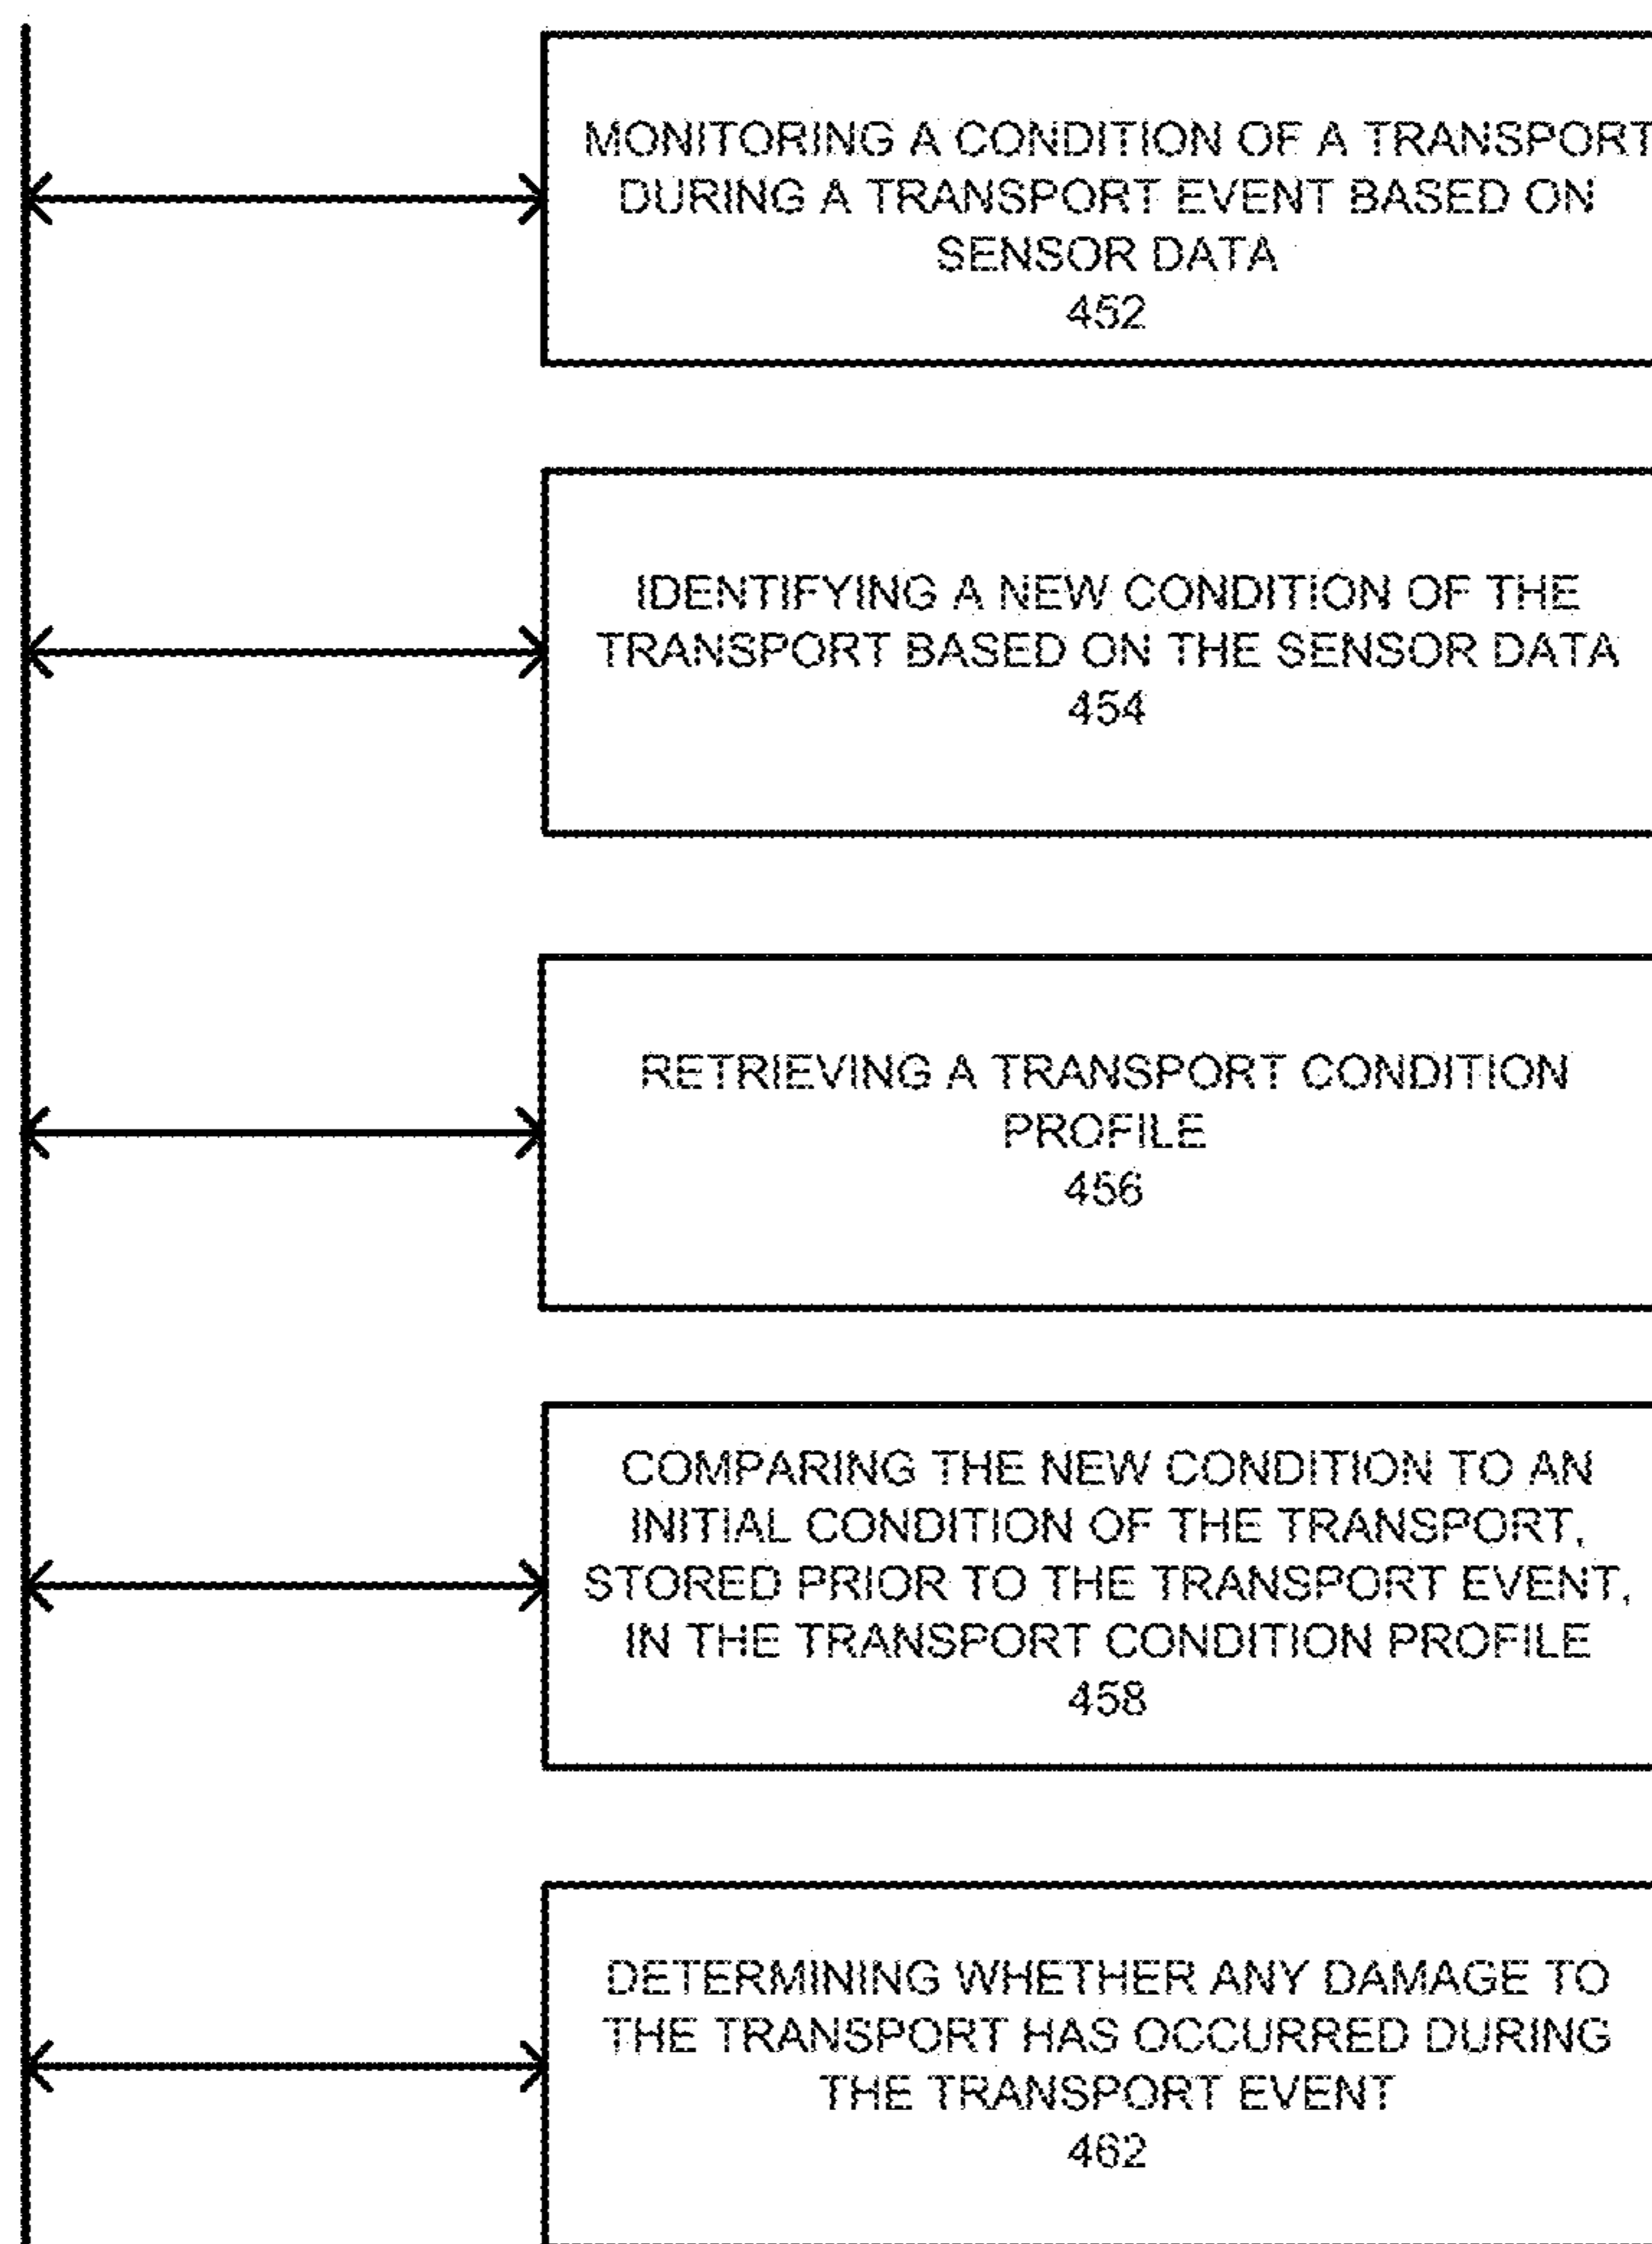 MONITORING A CONDITION OF A TRANSPORT
DURING A TRANSPORT EVENT BASED ON
SENSOR DATA
452
IDENTIFYING A NEW CONDITION OF THE
TRANSPORT BASED ON THE SENSOR DATA
454
RETRIEVING A TRANSPORT CONDITION
PROFILE
456
COMPARING THE NEW CONDITION TO AN
INITIAL CONDITION OF THE TRANSPORT,
STORED PRIOR TO THE TRANSPORT EVENT,
IN THE TRANSPORT CONDITION PROFILE
458
DETERMINING WHETHER ANY DAMAGE TO
THE TRANSPORT HAS OCCURRED DURING
THE TRANSPORT EVENT
462